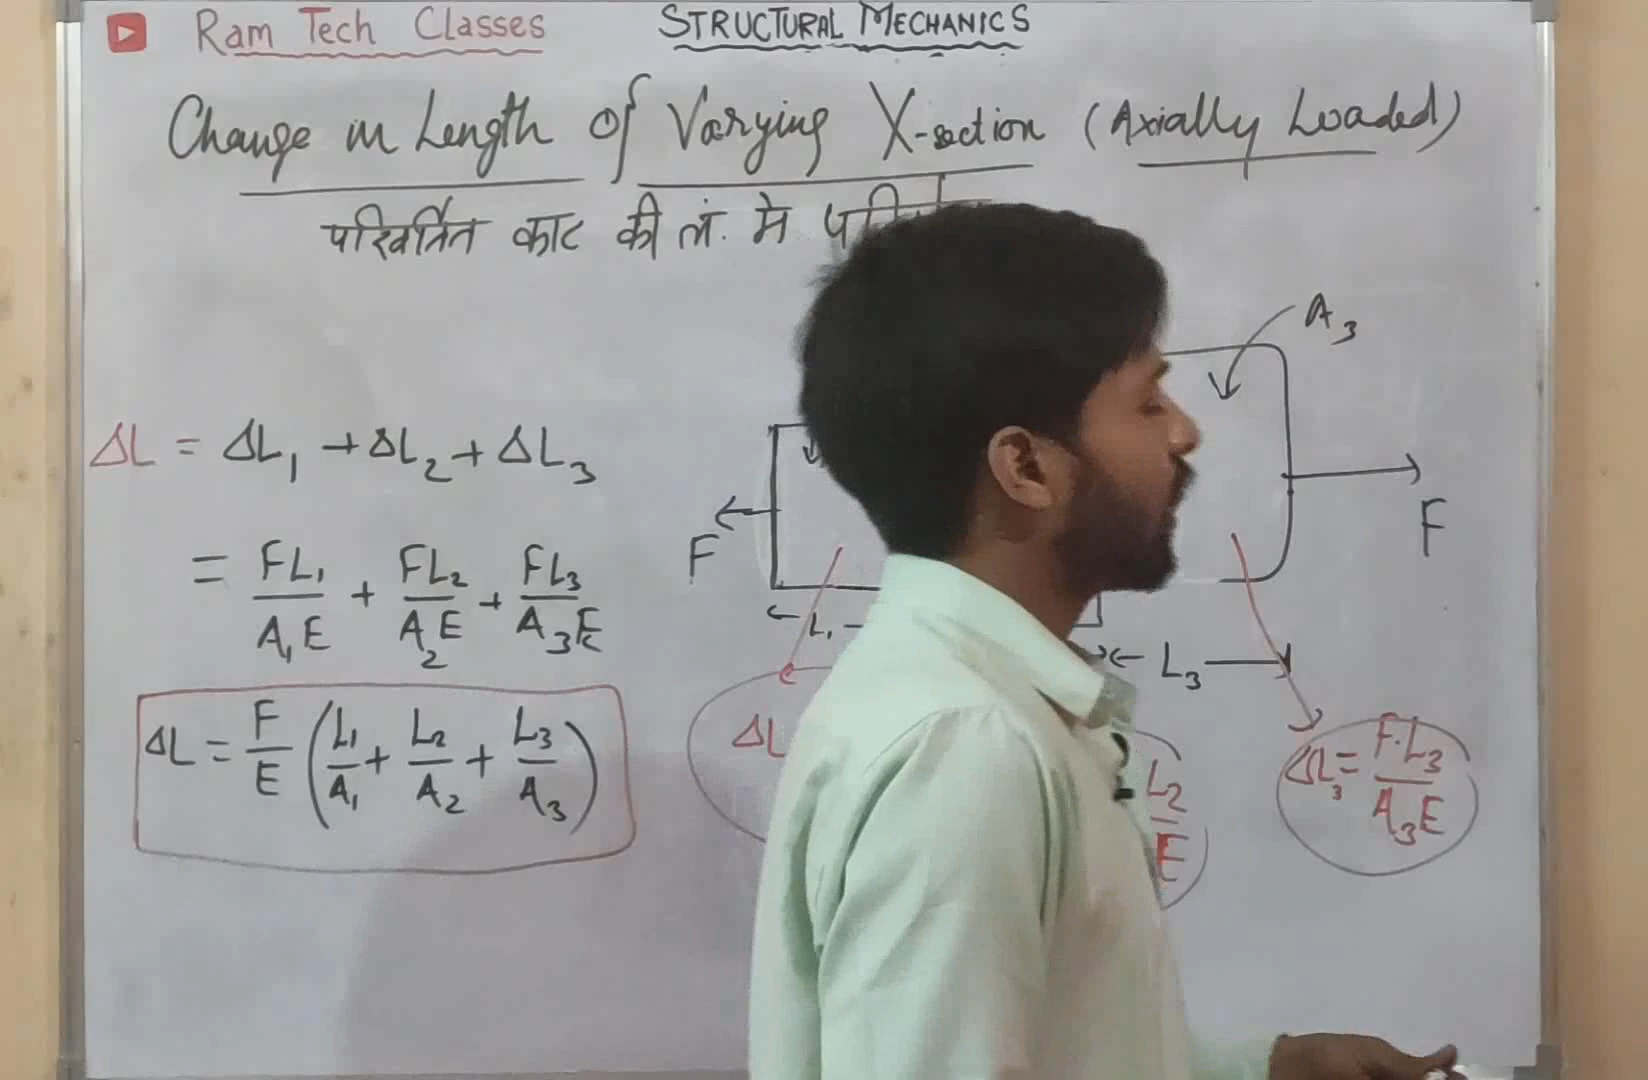 Ram Tech Classes
STRUCTURAL MECHANICS
Change in Length of Varying X-section (Axially Loaded)
परिवर्तित काट की लं. में
A₃
ΔL = ΔL₁ + ΔL₂ + ΔL₃
F
F
= FL₁/A₁E + FL₂/A₂E + FL₃/A₃E
L₁
L₃
ΔL = F/E (L₁/A₁ + L₂/A₂ + L₃/A₃)
ΔL
L₂
E
ΔL₃ = F·L₃/A₃E